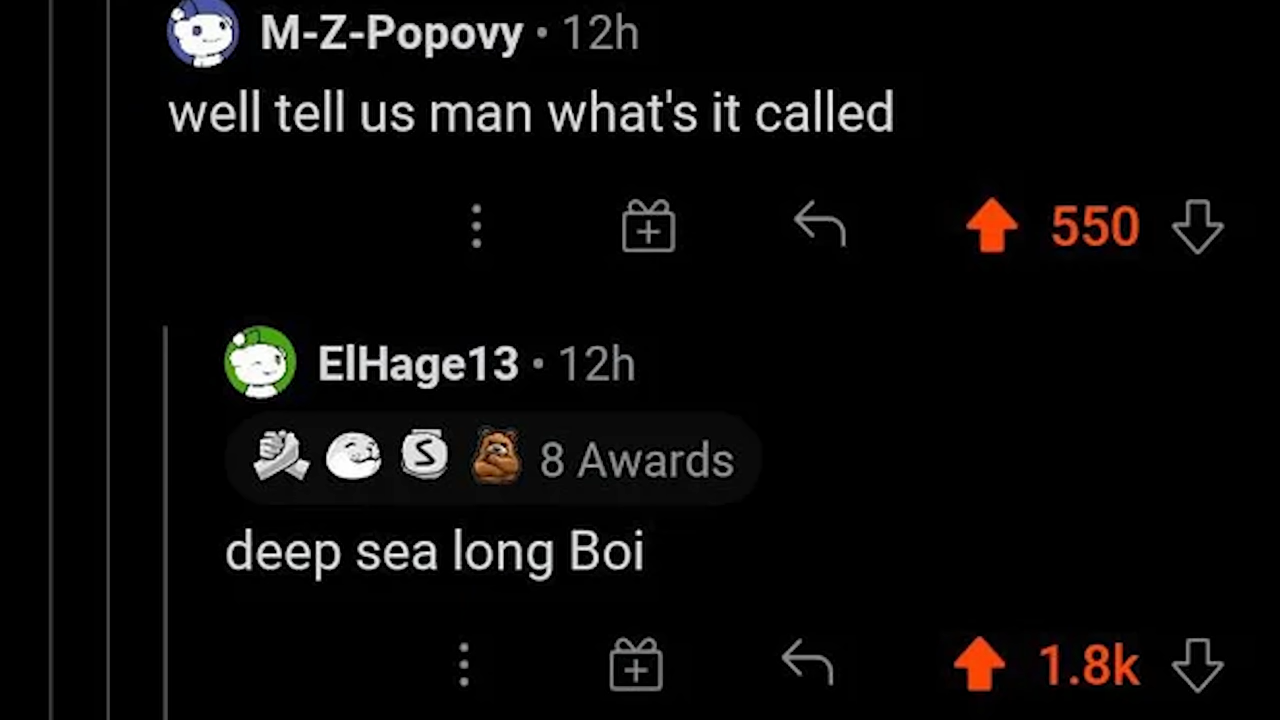 M-Z-Popovy • 12h
well tell us man what's it called
550
ElHage13 • 12h
S 8 Awards
deep sea long Boi
1.8k